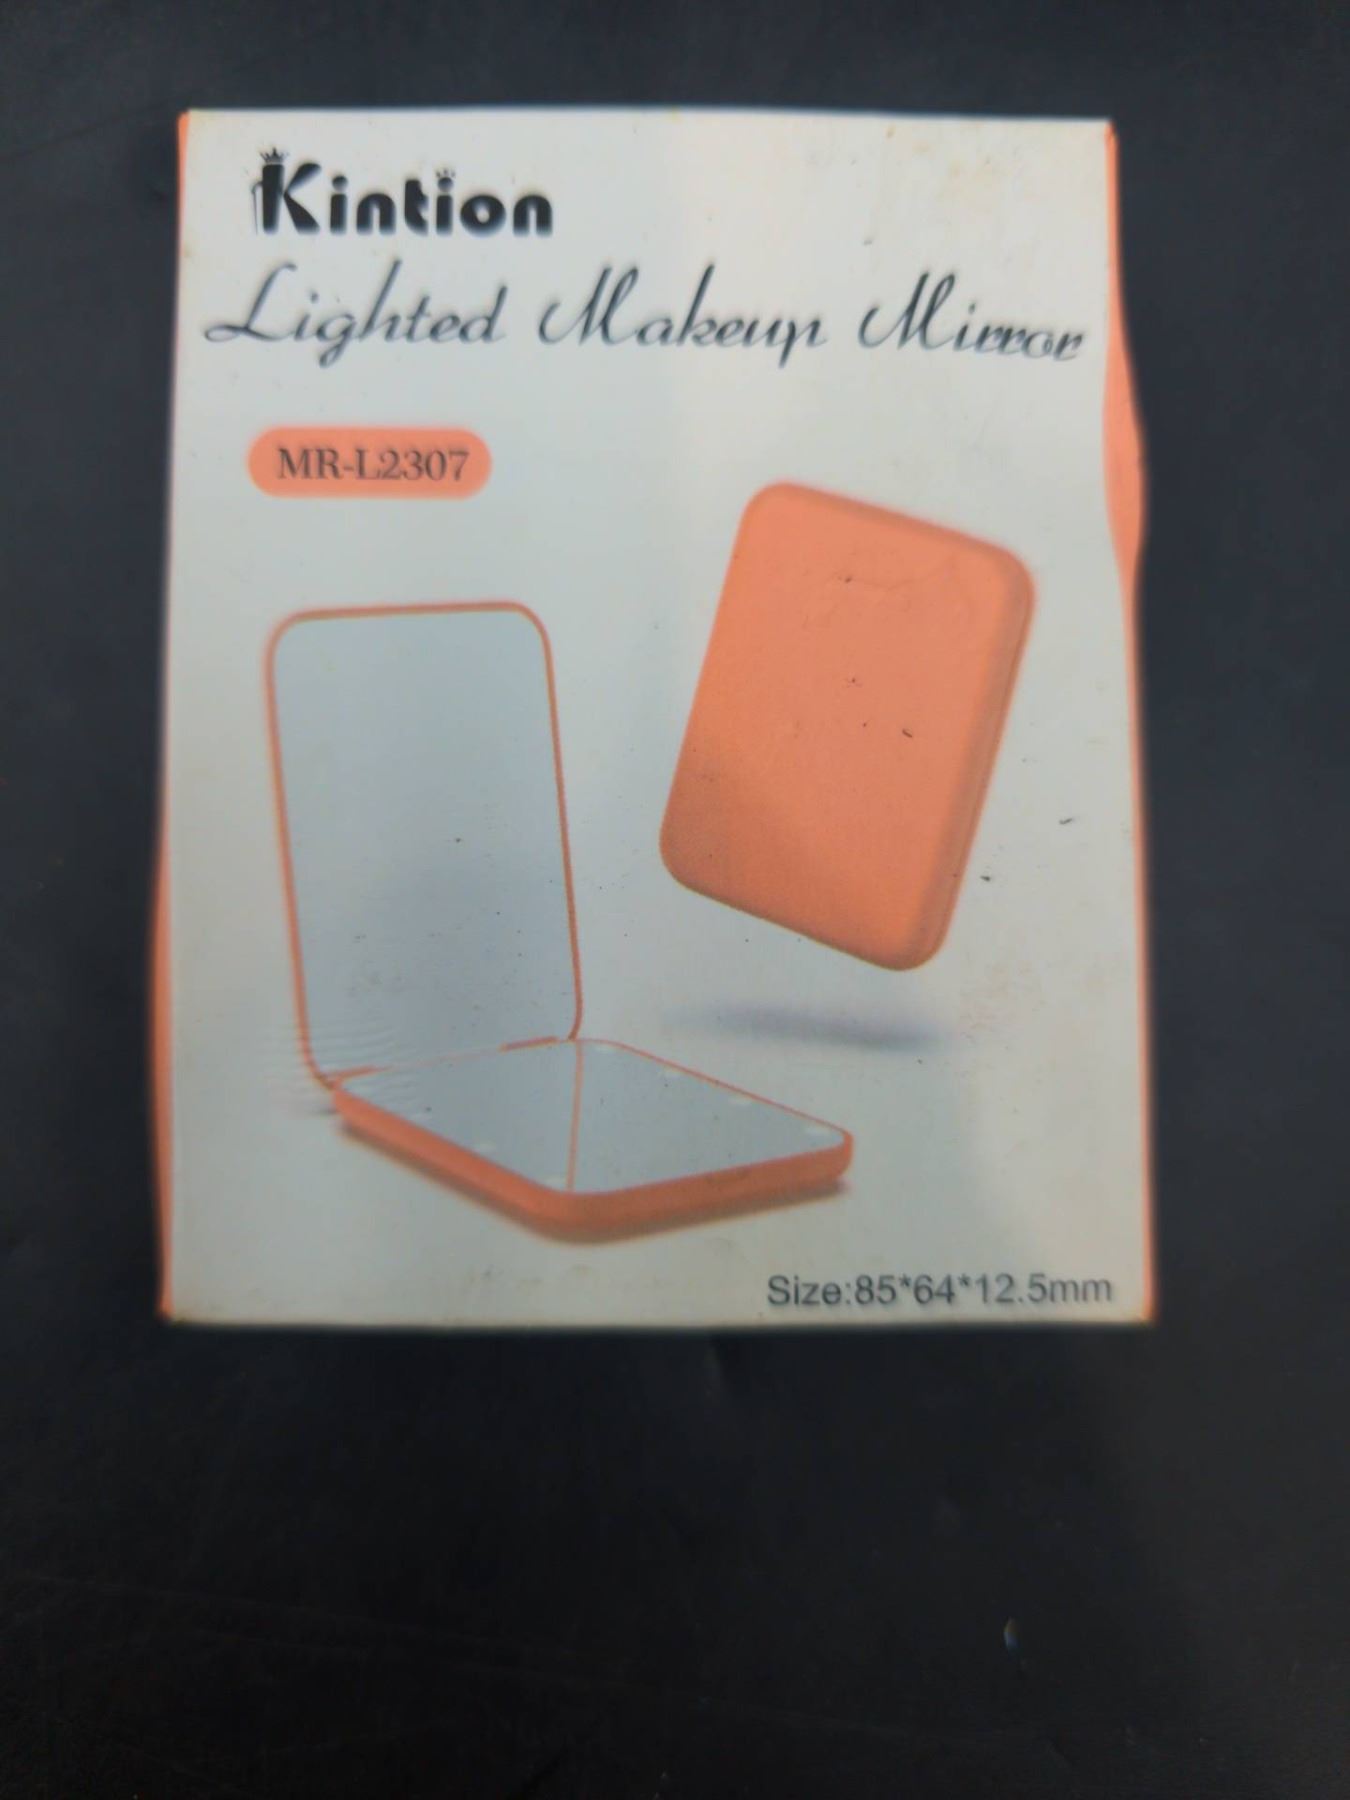 Kintion
Lighted Makeup Mirror
MR-L2307
Size:85*64*12.5mm